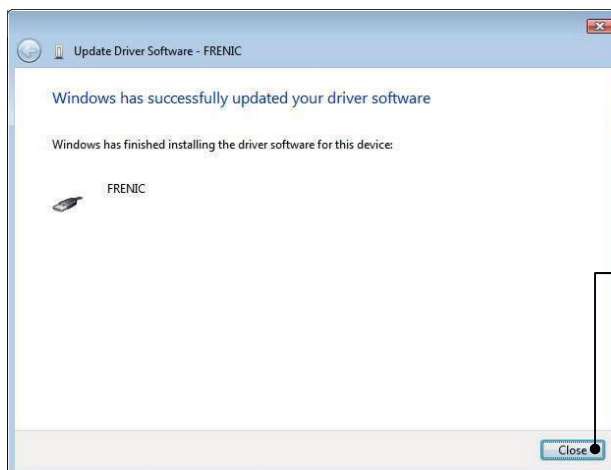 Update Driver Software - FRENIC
Windows has successfully updated your driver software
Windows has finished installing the driver software for this device:
FRENIC
Close